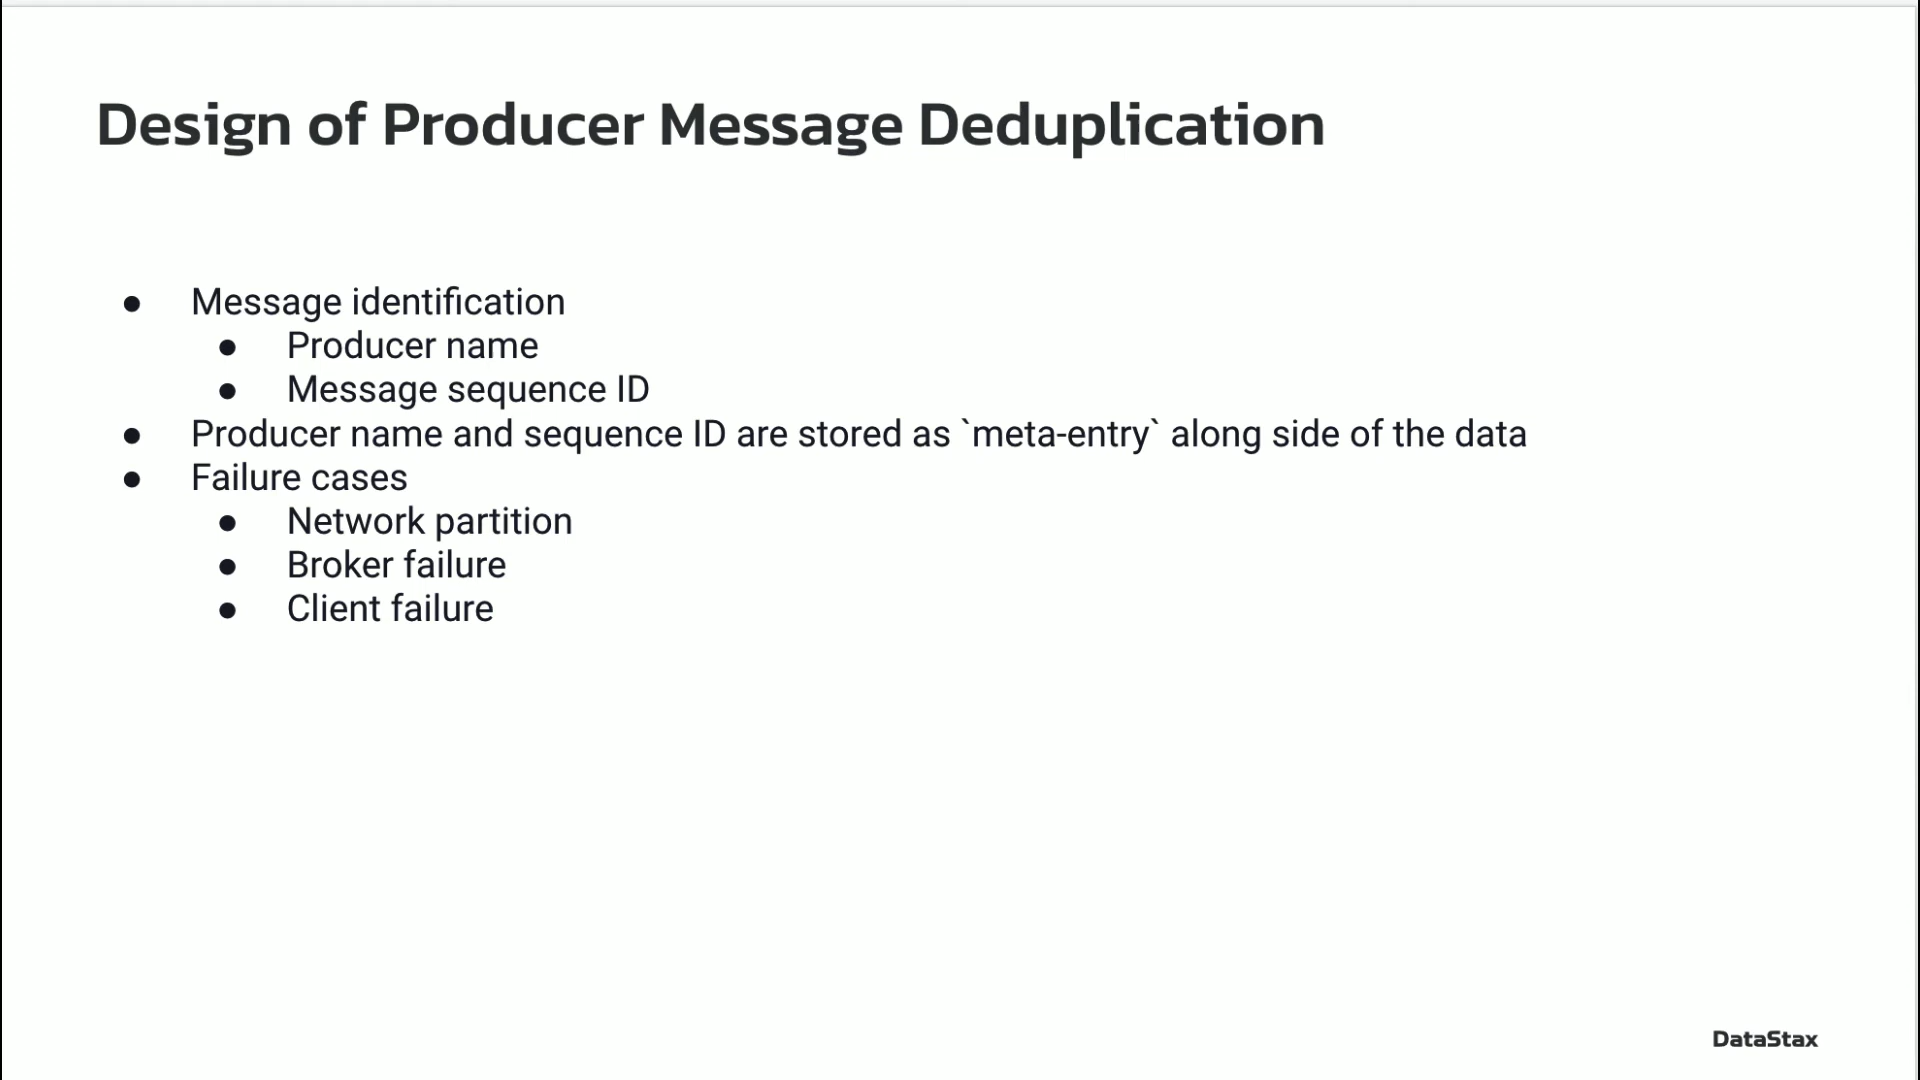 Design of Producer Message Deduplication
● Message identification
● Producer name
● Message sequence ID
● Producer name and sequence ID are stored as `meta-entry` along side of the data
● Failure cases
● Network partition
● Broker failure
● Client failure
DataStax